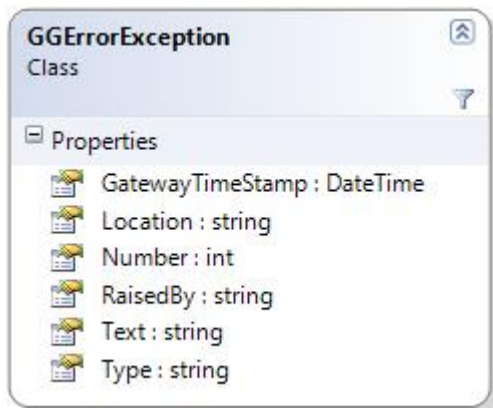 GGErrorException
Class
Properties
GatewayTimeStamp : DateTime
Location : string
Number : int
RaisedBy : string
Text : string
Type : string